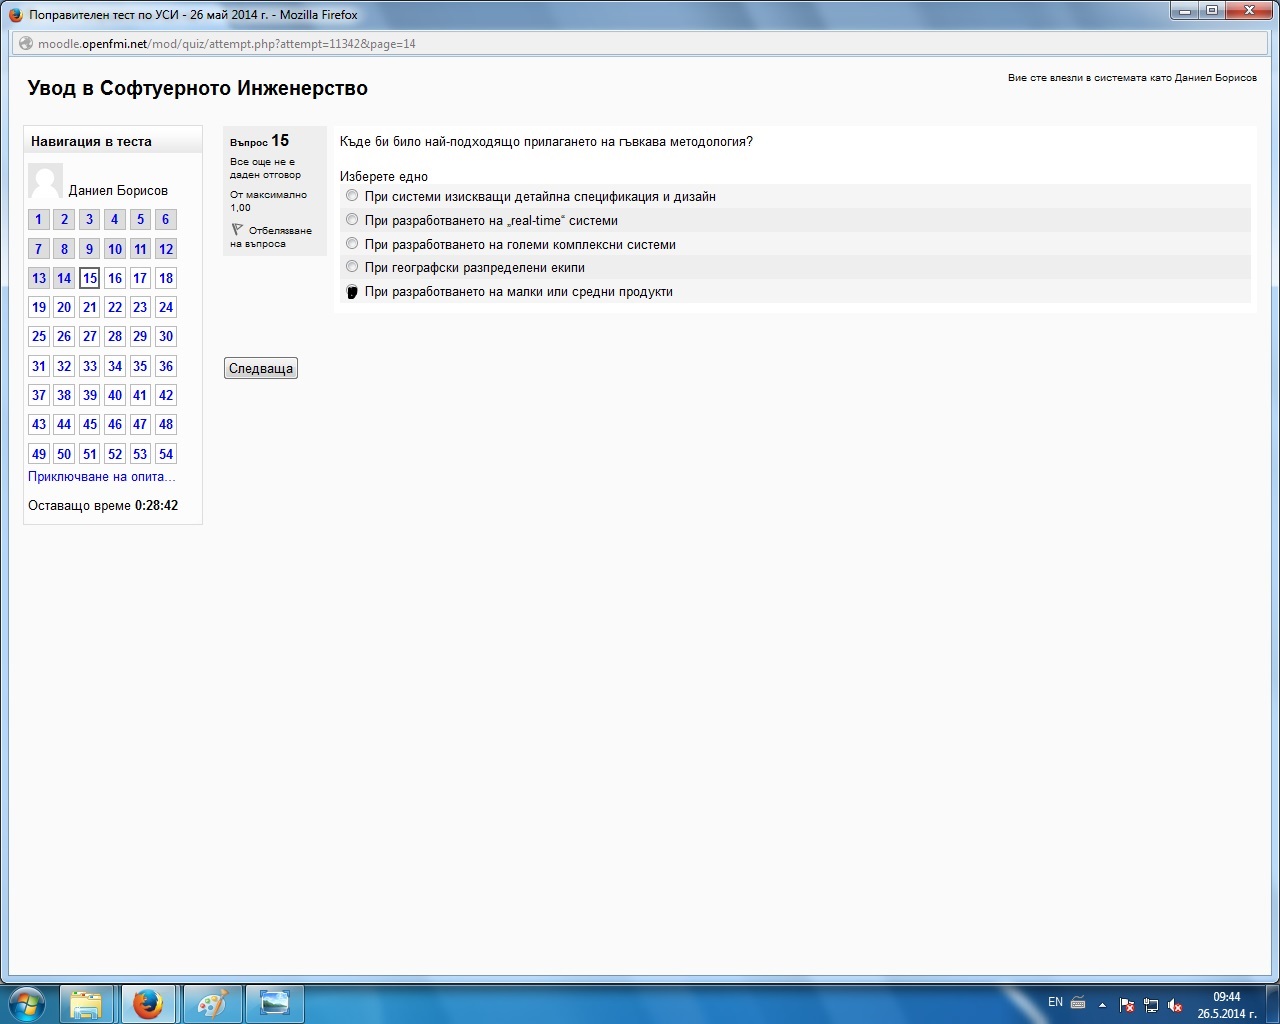 Поправителен тест по УСИ - 26 май 2014 г. - Mozilla Firefox
moodle.openfmi.net/mod/quiz/attempt.php?attempt=11342&page=14
Увод в Софтуерното Инженерство
Вие сте влезли в системата като Даниел Борисов
Навигация в теста
Даниел Борисов
1 2 3 4 5 6
7 8 9 10 11 12
13 14 15 16 17 18
19 20 21 22 23 24
25 26 27 28 29 30
31 32 33 34 35 36
37 38 39 40 41 42
43 44 45 46 47 48
49 50 51 52 53 54
Приключване на опита...
Оставащо време 0:28:42
Въпрос 15
Все още не е
даден отговор
От максимално
1,00
Отбелязване
на въпроса
Къде би било най-подходящо прилагането на гъвкава методология?
Изберете едно
При системи изискващи детайлна спецификация и дизайн
При разработването на „real-time“ системи
При разработването на големи комплексни системи
При географски разпределени екипи
При разработването на малки или средни продукти
Следваща
EN
09:44
26.5.2014 г.